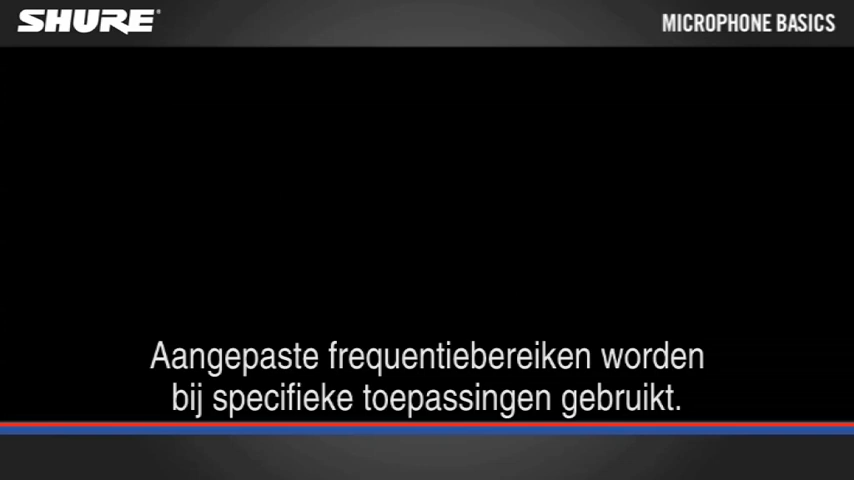 SHURE®
MICROPHONE BASICS
Aangepaste frequentiebereiken worden
bij specifieke toepassingen gebruikt.